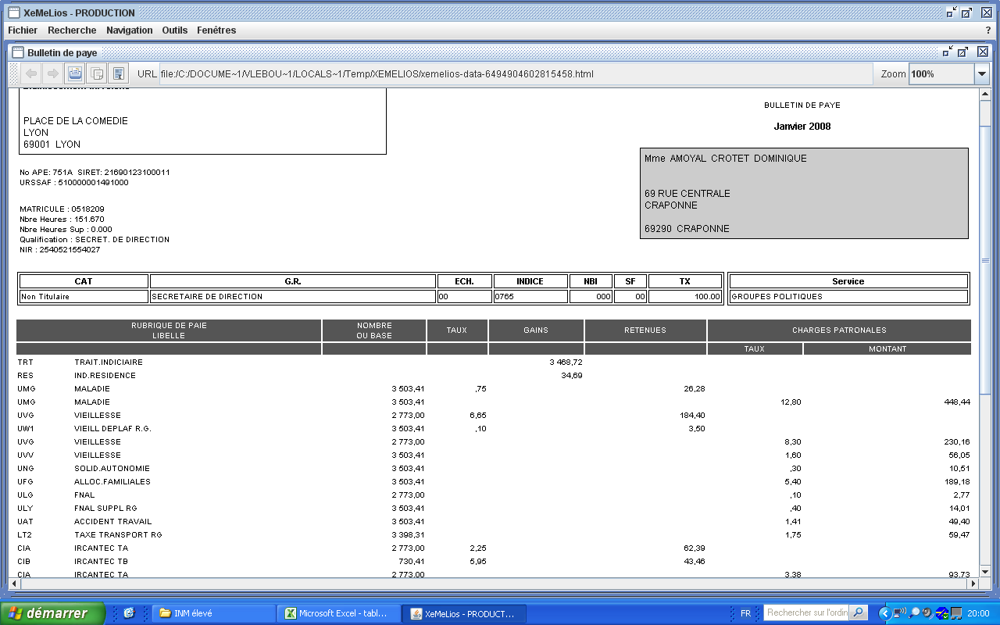 XeMeLios - PRODUCTION
Fichier Recherche Navigation Outils Fenêtres ?
Bulletin de paye
URL file:/C:/DOCUME~1/VLEBOU~1/LOCALS~1/Temp/XEMELIOS/xemelios-data-6494904602815458.html Zoom 100%
PLACE DE LA COMEDIE
LYON
69001 LYON
BULLETIN DE PAYE
Janvier 2008
No APE: 751A SIRET: 21690123100011
URSSAF : 510000001491000
Mme AMOYAL CROTET DOMINIQUE
69 RUE CENTRALE
CRAPONNE
69290 CRAPONNE
MATRICULE : 0518209
Nbre Heures : 151.670
Nbre Heures Sup : 0.000
Qualification : SECRET. DE DIRECTION
NIR : 2540521554027
CAT G.R. ECH. INDICE NBI SF TX Service
Non Titulaire SECRETAIRE DE DIRECTION 00 0765 000 00 100.00 GROUPES POLITIQUES
RUBRIQUE DE PAIE LIBELLE NOMBRE OU BASE TAUX GAINS RETENUES CHARGES PATRONALES
TAUX MONTANT
TRT TRAIT.INDICIAIRE 3 468,72
RES IND.RESIDENCE 34,69
UMG MALADIE 3 503,41 ,75 26,28
UMG MALADIE 3 503,41 12,80 448,44
UVG VIEILLESSE 2 773,00 6,65 184,40
UW1 VIEILL DEPLAF R.G. 3 503,41 ,10 3,50
UVG VIEILLESSE 2 773,00 8,30 230,16
UVV VIEILLESSE 3 503,41 1,60 56,05
UNG SOLID.AUTONOMIE 3 503,41 ,30 10,51
UFG ALLOC.FAMILIALES 3 503,41 5,40 189,18
ULG FNAL 2 773,00 ,10 2,77
ULY FNAL SUPPL RG 3 503,41 ,40 14,01
UAT ACCIDENT TRAVAIL 3 503,41 1,41 49,40
LT2 TAXE TRANSPORT RG 3 398,31 1,75 59,47
CIA IRCANTEC TA 2 773,00 2,25 62,39
CIB IRCANTEC TB 730,41 5,95 43,46
CIA IRCANTEC TA 2 773,00 3,38 93,73
démarrer INM élevé Microsoft Excel - tabl... XeMeLios - PRODUCT... FR Rechercher sur l'ordin 20:00